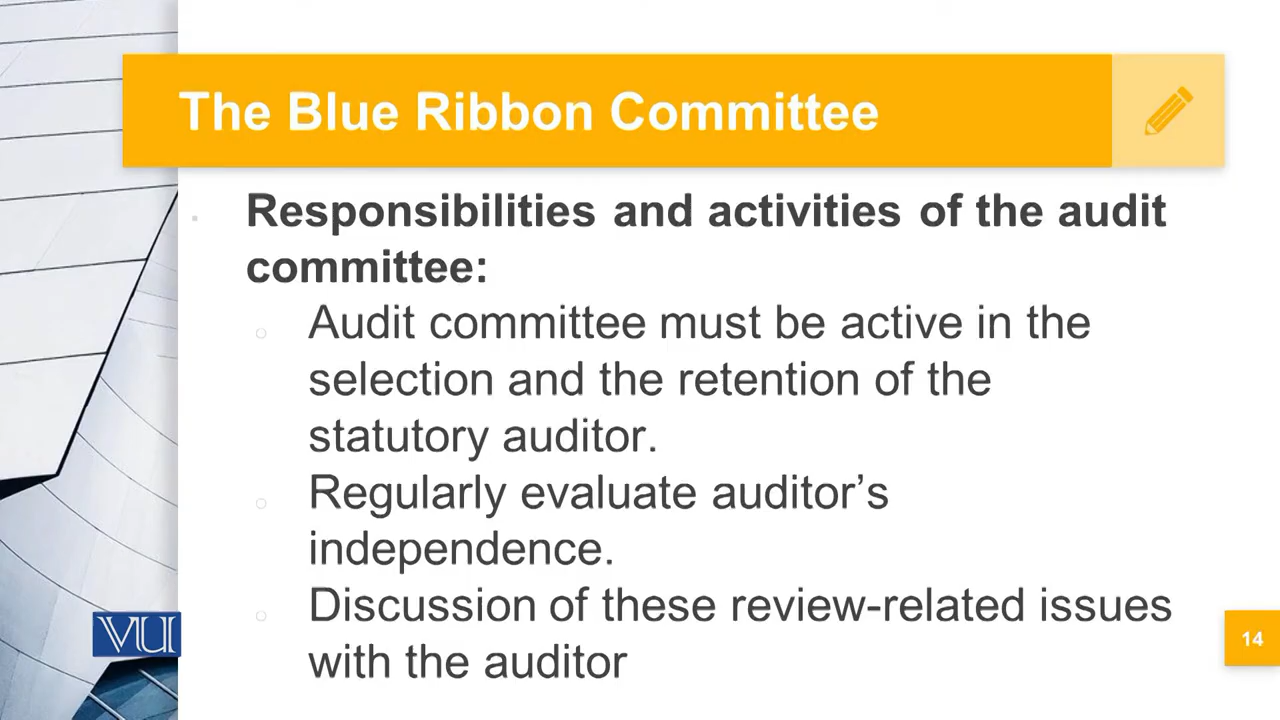 The Blue Ribbon Committee
Responsibilities and activities of the audit
committee:
Audit committee must be active in the
selection and the retention of the
statutory auditor.
Regularly evaluate auditor’s
independence.
Discussion of these review-related issues
with the auditor
VU
14